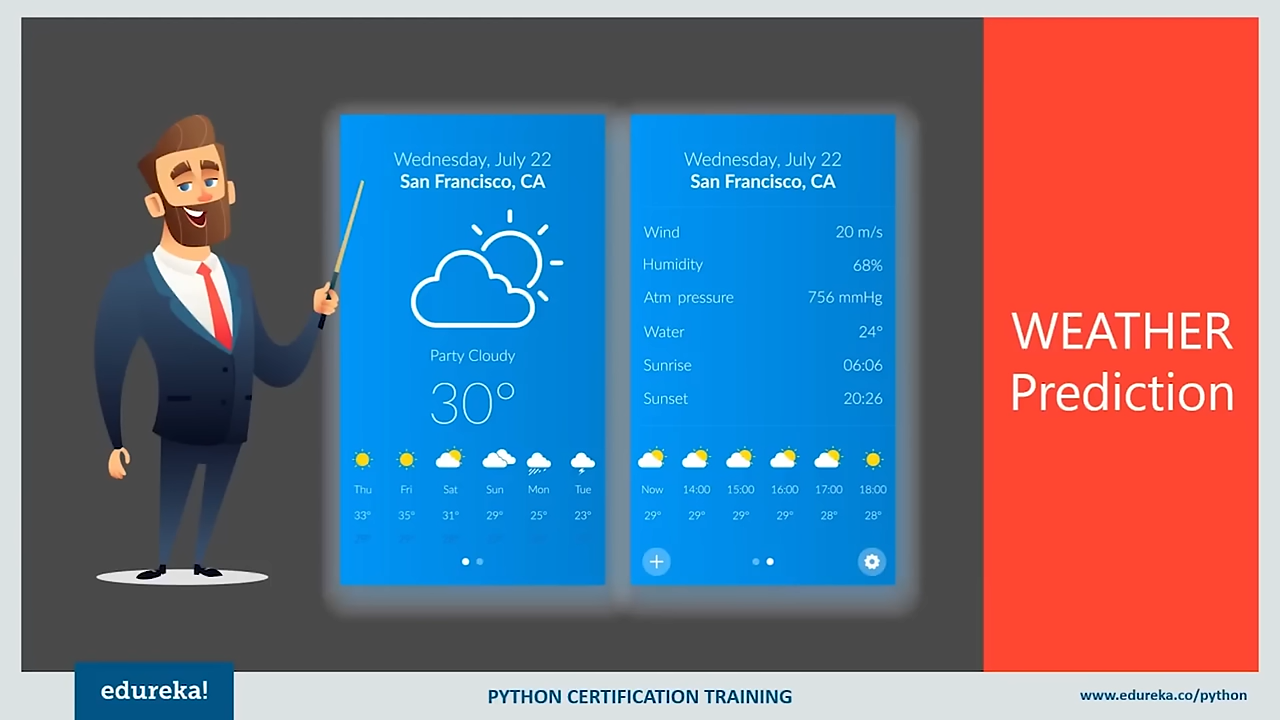 Wednesday, July 22
San Francisco, CA
Party Cloudy
30°
Thu Fri Sat Sun Mon Tue
33° 35° 31° 29° 25° 23°
Wednesday, July 22
San Francisco, CA
Wind 20 m/s
Humidity 68%
Atm pressure 756 mmHg
Water 24°
Sunrise 06:06
Sunset 20:26
Now 14:00 15:00 16:00 17:00 18:00
29° 29° 29° 29° 28° 28°
WEATHER
Prediction
edureka!
PYTHON CERTIFICATION TRAINING
www.edureka.co/python